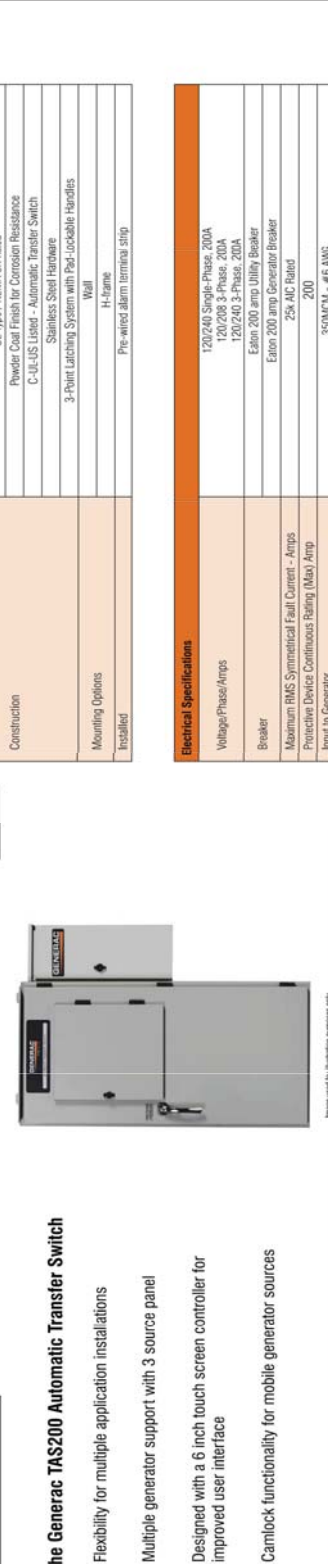 he Generac TAS200 Automatic Transfer Switch
Flexibility for multiple application installations
Multiple generator support with 3 source panel
Designed with a 6 inch touch screen controller for
improved user interface
Camlock functionality for mobile generator sources
GENERAC
GENERAC
Construction
Powder Coat Finish for Corrosion Resistance
C-UL-US Listed - Automatic Transfer Switch
Stainless Steel Hardware
3-Point Latching System with Pad-Lockable Handles
Mounting Options
Wall
H-frame
Installed
Pre-wired alarm terminal strip
Electrical Specifications
Voltage/Phase/Amps
120/240 Single-Phase, 200A
120/208 3-Phase, 200A
120/240 3-Phase, 200A
Breaker
Eaton 200 amp Utility Breaker
Eaton 200 amp Generator Breaker
Maximum RMS Symmetrical Fault Current - Amps
25k AIC Rated
Protective Device Continuous Rating (Max) Amp
200
Input to Generator
350MCM - #6 AWG